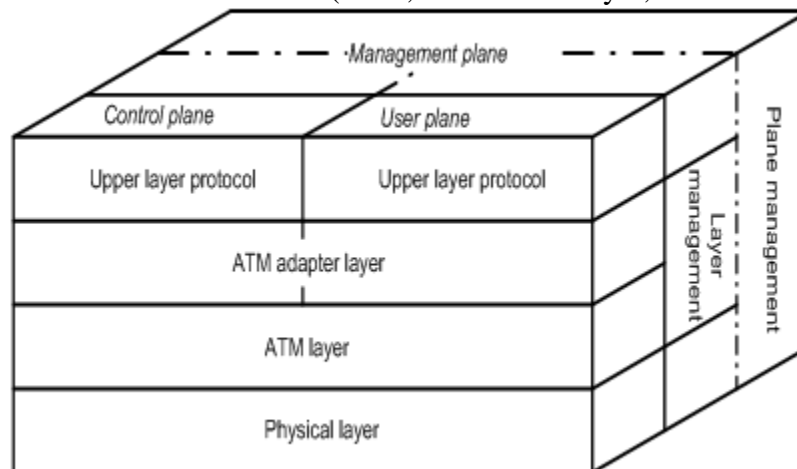 Management plane
Control plane
User plane
Upper layer protocol
Upper layer protocol
ATM adapter layer
ATM layer
Physical layer
Layer
management
Plane management